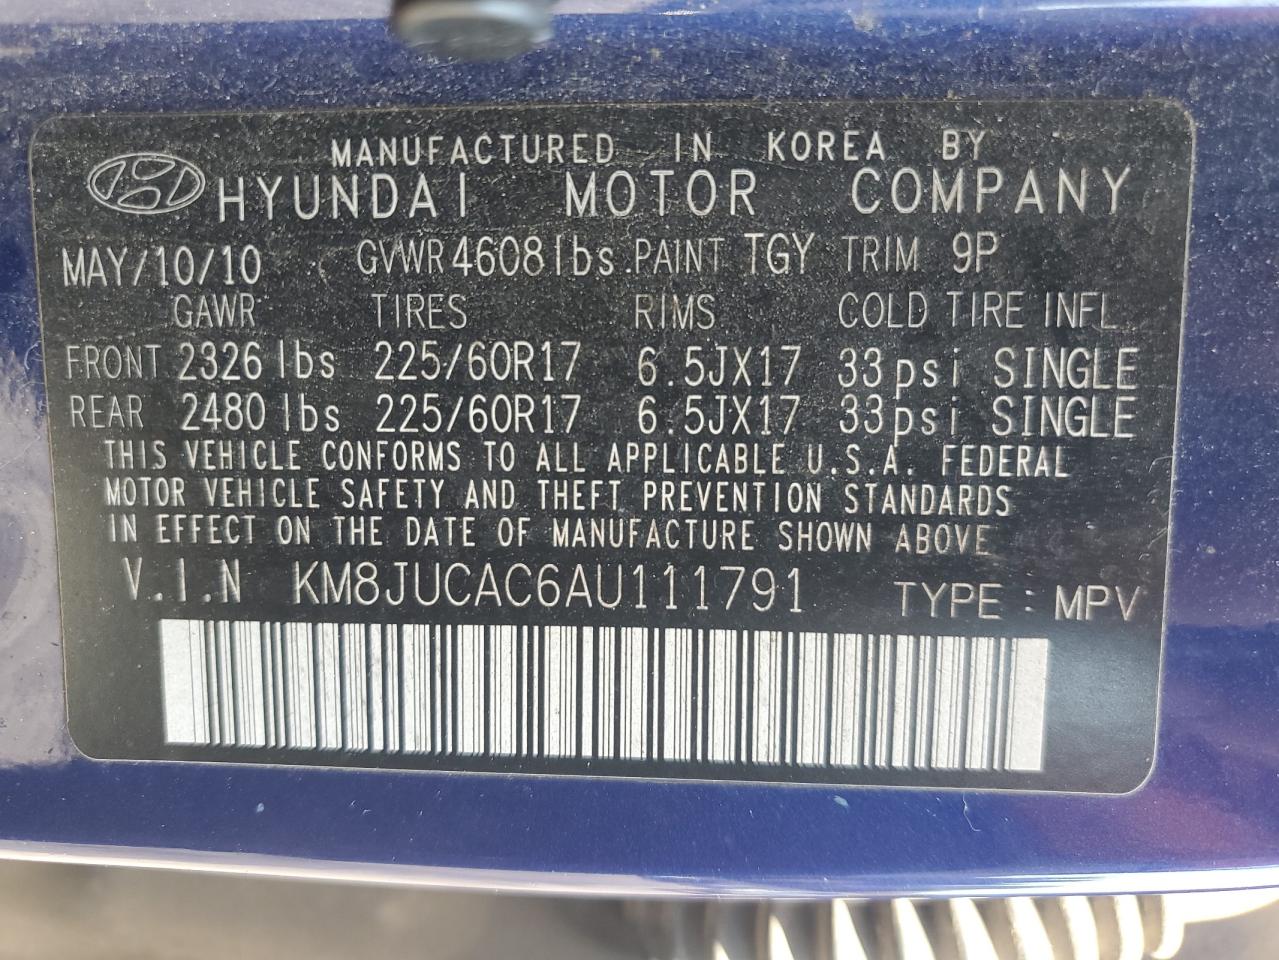 MANUFACTURED IN KOREA BY
HYUNDAI MOTOR COMPANY
MAY/10/10 GVWR 4608 lbs. PAINT TGY TRIM 9P
GAWR TIRES RIMS COLD TIRE INFL
FRONT 2326 lbs 225/60R17 6.5JX17 33psi SINGLE
REAR 2480 lbs 225/60R17 6.5JX17 33psi SINGLE
THIS VEHICLE CONFORMS TO ALL APPLICABLE U.S.A. FEDERAL
MOTOR VEHICLE SAFETY AND THEFT PREVENTION STANDARDS
IN EFFECT ON THE DATE OF MANUFACTURE SHOWN ABOVE
V.I.N KM8JUCAC6AU111791 TYPE : MPV